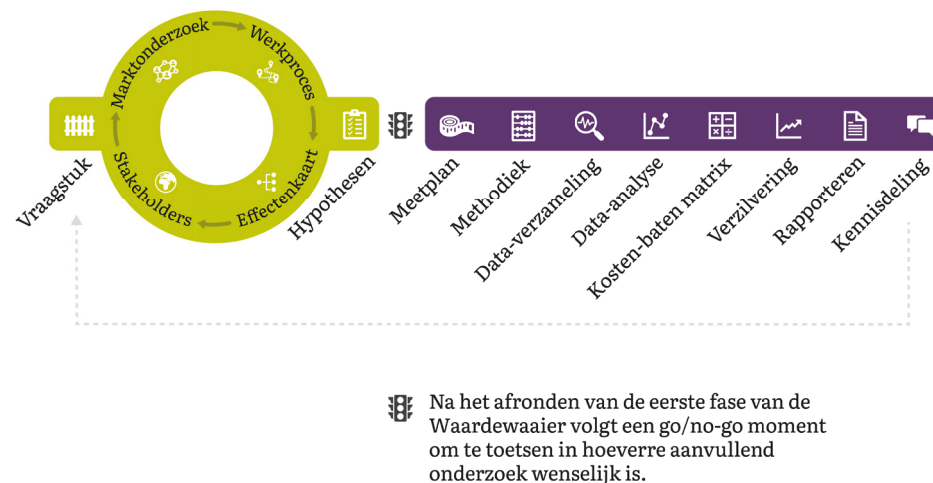 Vraagstuk
Marktonderzoek
Werkproces
Effectenkaart
Stakeholders
Hypothesen
Meetplan
Methodiek
Data-verzameling
Data-analyse
Kosten-baten matrix
Verzilvering
Rapporteren
Kennisdeling
Na het afronden van de eerste fase van de
Waardewaaier volgt een go/no-go moment
om te toetsen in hoeverre aanvullend
onderzoek wenselijk is.